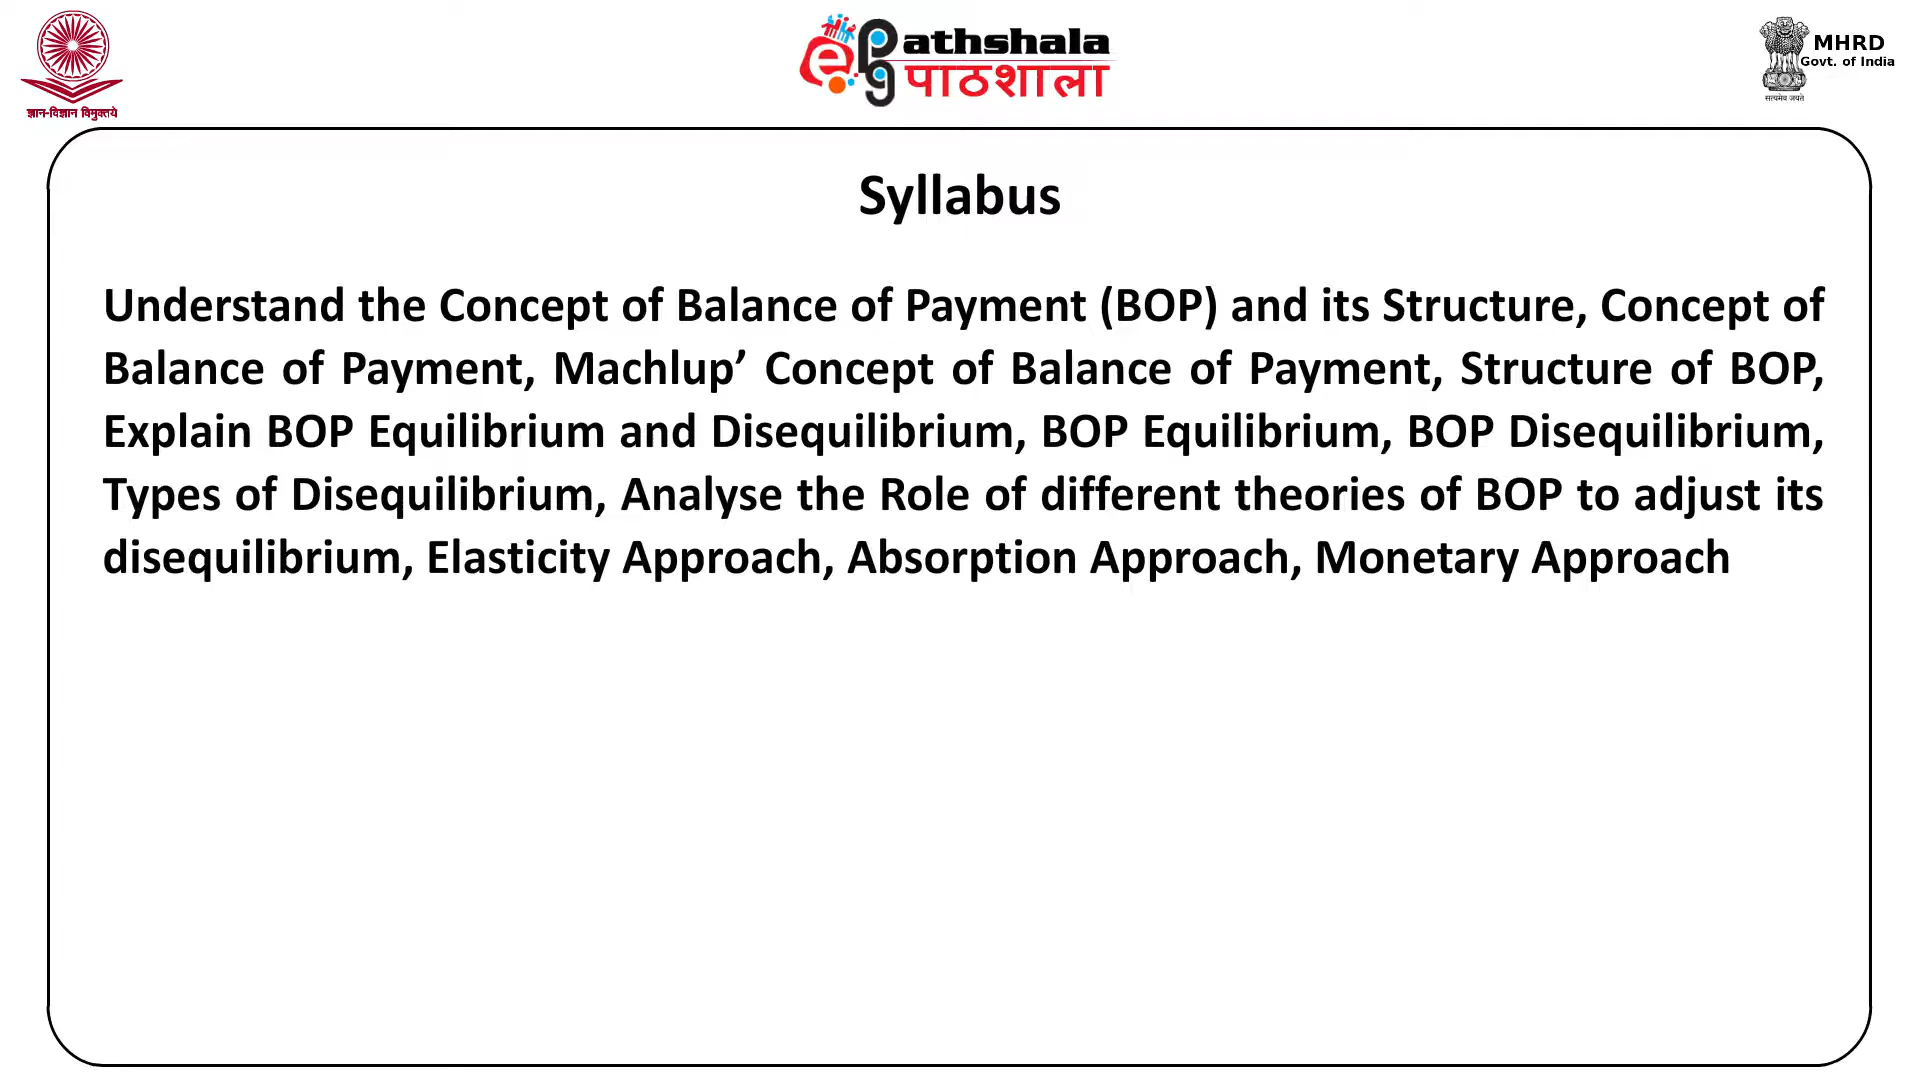 ज्ञान-विज्ञान विमुक्तये
e pg athshala
पाठशाला
MHRD
Govt. of India
सत्यमेव जयते
Syllabus
Understand the Concept of Balance of Payment (BOP) and its Structure, Concept of
Balance of Payment, Machlup’ Concept of Balance of Payment, Structure of BOP,
Explain BOP Equilibrium and Disequilibrium, BOP Equilibrium, BOP Disequilibrium,
Types of Disequilibrium, Analyse the Role of different theories of BOP to adjust its
disequilibrium, Elasticity Approach, Absorption Approach, Monetary Approach